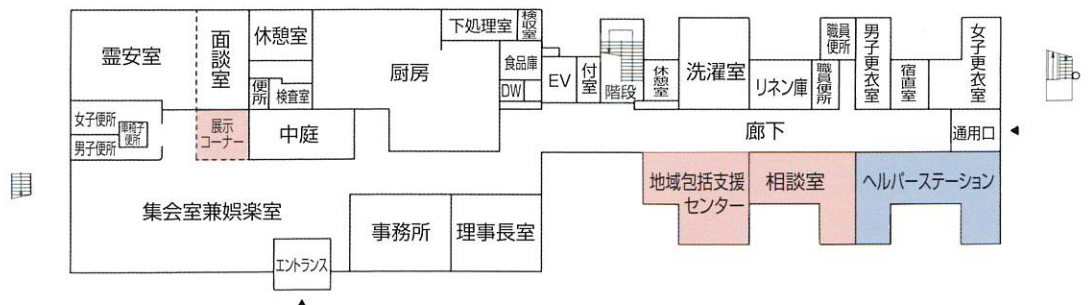 霊安室
面
談
室
休憩室
便
所
検査室
厨房
下処理室
検
収
室
食品庫
DW
EV
付
室
階段
休
憩
洗濯室
リネン庫
職員
便所
職
員
便
所
男
子
更
衣
室
宿
直
室
女
子
更
衣
室
女子便所
車椅子
便所
男子便所
展示
コーナー
中庭
廊下
通用口
集会室兼娯楽室
事務所
理事長室
地域包括支援
センター
相談室
ヘルパーステーション
エントランス